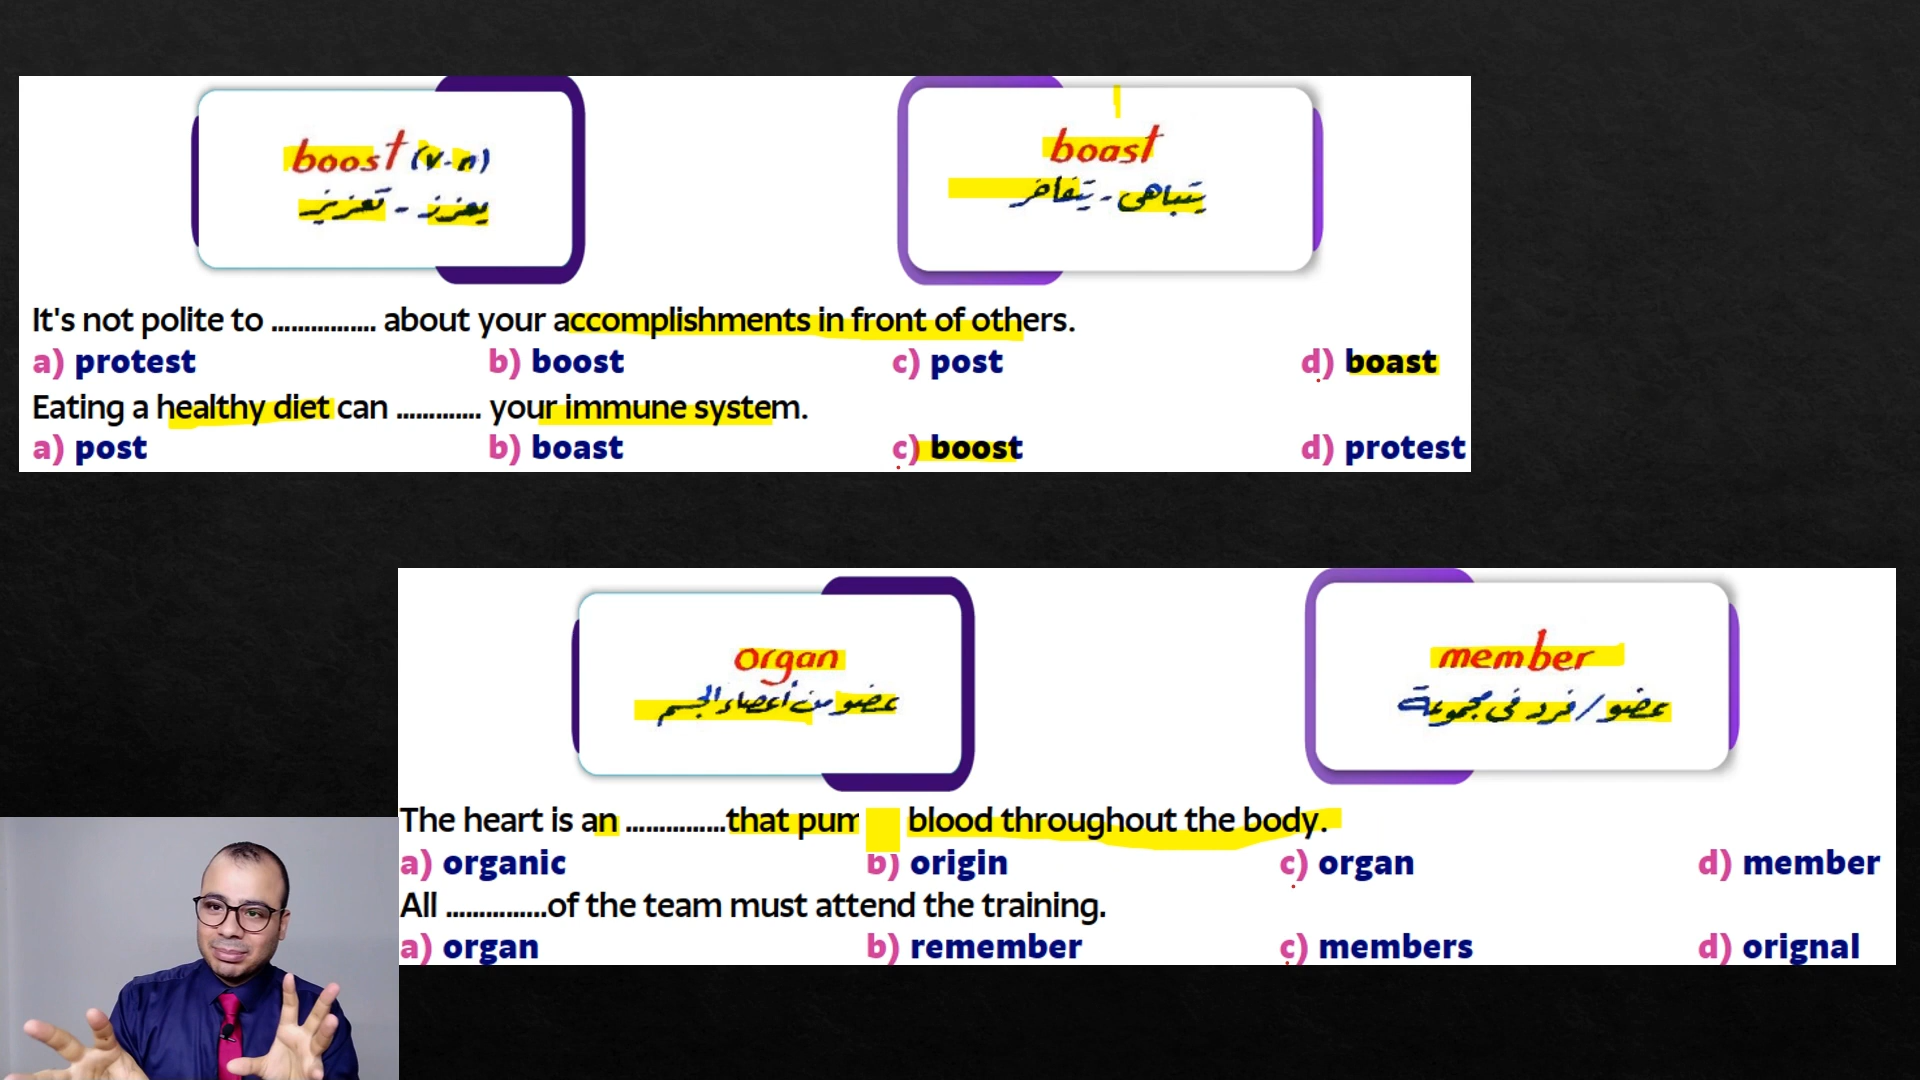 boost (v-n)
يعزز - تعزيز
boast
يتباهى - يتفاخر
It's not polite to ................ about your accomplishments in front of others.
a) protest b) boost c) post d) boast
Eating a healthy diet can ............. your immune system.
a) post b) boast c) boost d) protest
organ
عضو من أعضاء الجسم
member
عضو / فرد في مجموعة
The heart is an ...............that pum blood throughout the body.
a) organic b) origin c) organ d) member
All ...............of the team must attend the training.
a) organ b) remember c) members d) orignal